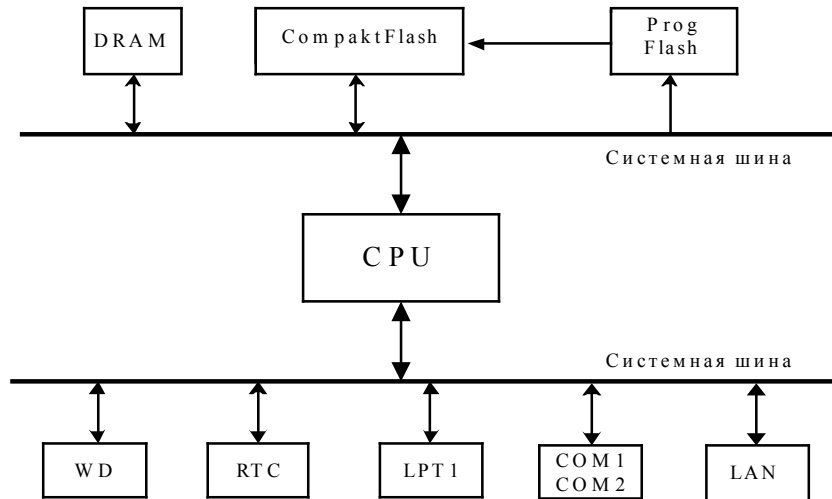 DRAM
CompaktFlash
Prog
Flash
Системная шина
CPU
Системная шина
WD
RTC
LPT1
COM1
COM2
LAN